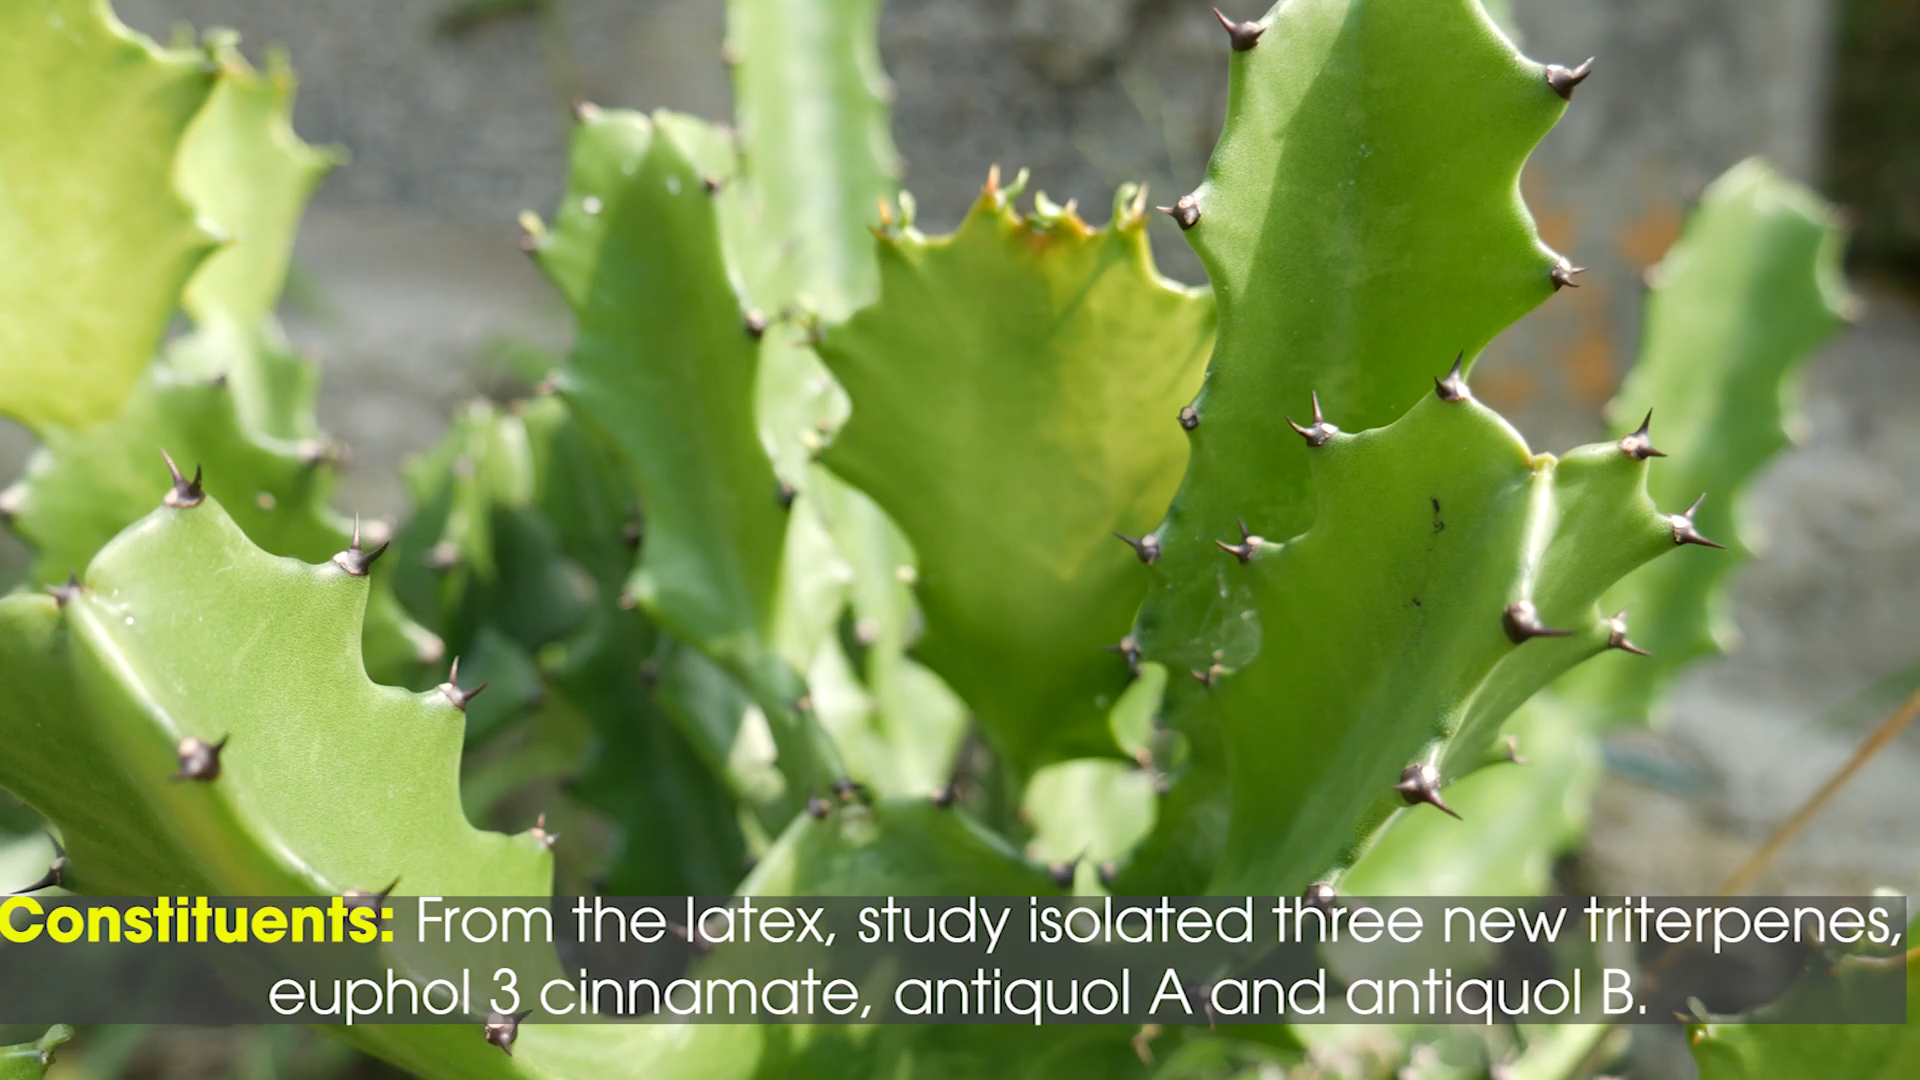 Constituents: From the latex, study isolated three new triterpenes,
euphol 3 cinnamate, antiquol A and antiquol B.